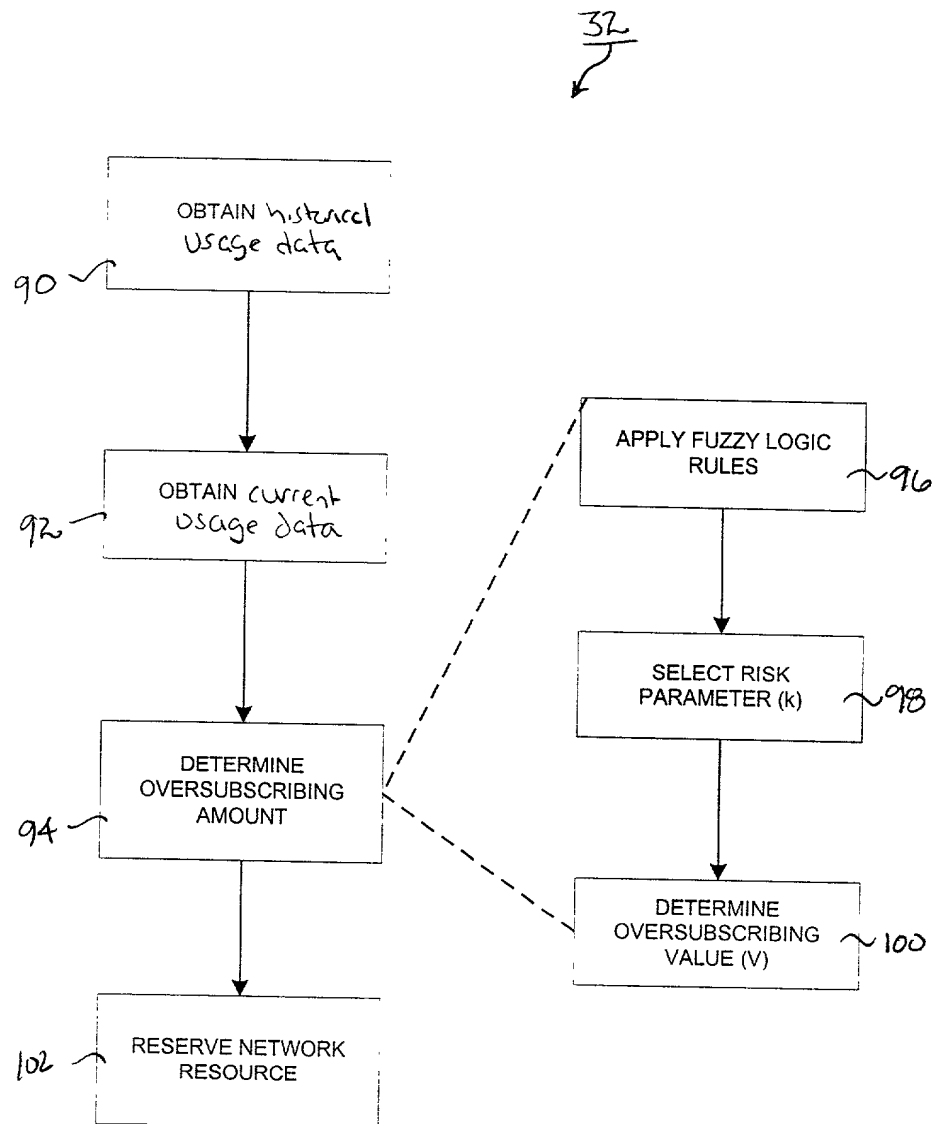 32
OBTAIN historical
usage data
90
OBTAIN current
usage data
92
APPLY FUZZY LOGIC
RULES
96
SELECT RISK
PARAMETER (k)
98
DETERMINE
OVERSUBSCRIBING
AMOUNT
94
DETERMINE
OVERSUBSCRIBING
VALUE (V)
100
RESERVE NETWORK
RESOURCE
102